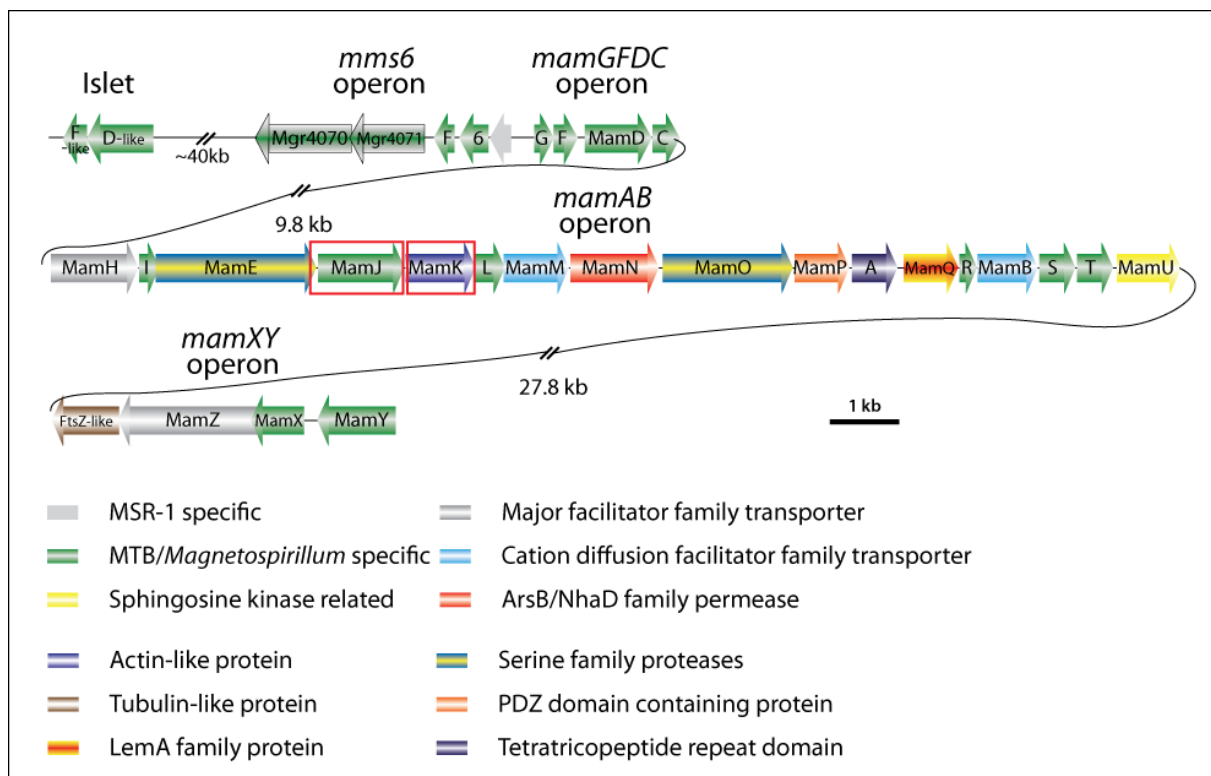 Islet
mms6
operon
mamGFDC
operon
F
-like
D-like
~40kb
Mgr4070
Mgr4071
F
6
G
F
MamD
C
9.8 kb
mamAB
operon
MamH
I
MamE
MamJ
MamK
L
MamM
MamN
MamO
MamP
A
MamQ
R
MamB
S
T
MamU
mamXY
operon
27.8 kb
FtsZ-like
MamZ
MamX
MamY
1 kb
MSR-1 specific
MTB/Magnetospirillum specific
Sphingosine kinase related
Actin-like protein
Tubulin-like protein
LemA family protein
Major facilitator family transporter
Cation diffusion facilitator family transporter
ArsB/NhaD family permease
Serine family proteases
PDZ domain containing protein
Tetratricopeptide repeat domain